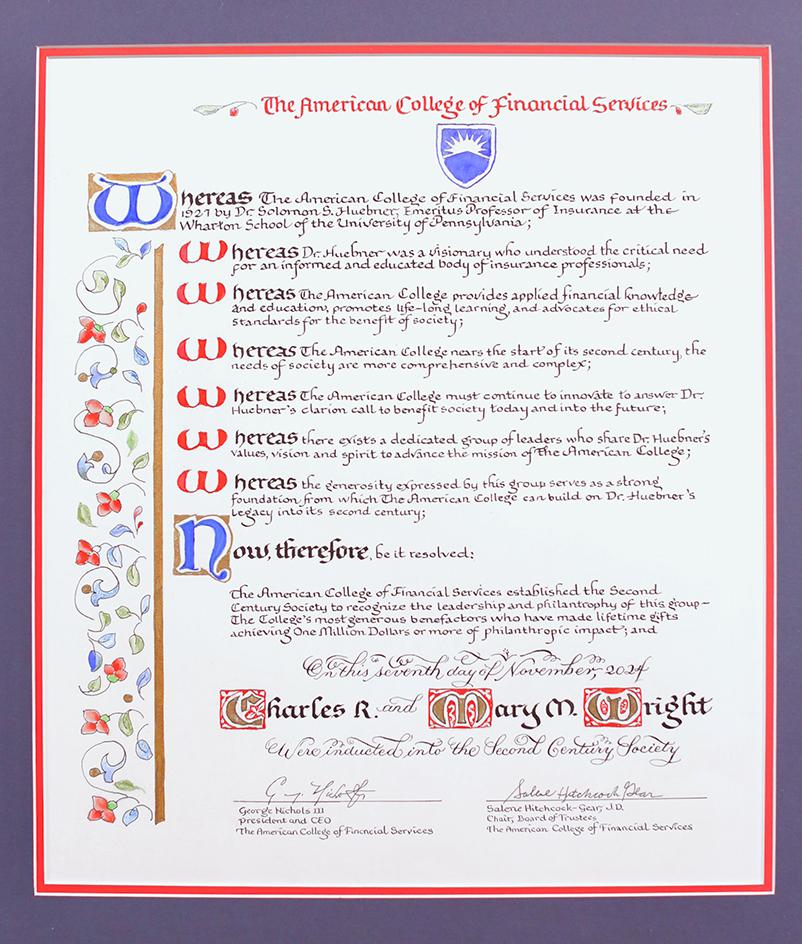 The American College of Financial Services
Whereas The American College of Financial Services was founded in
1927 by Dr. Solomon S. Huebner, Emeritus Professor of Insurance at the
Wharton School of the University of Pennsylvania;
Whereas Dr. Huebner was a visionary who understood the critical need
for an informed and educated body of insurance professionals;
Whereas The American College provides applied financial knowledge
and education, promotes life-long learning, and advocates for ethical
standards for the benefit of society;
Whereas The American College nears the start of its second century, the
needs of society are more comprehensive and complex;
Whereas The American College must continue to innovate to answer Dr.
Huebner's clarion call to benefit society today and into the future;
Whereas there exists a dedicated group of leaders who share Dr. Huebner's
values, vision and spirit to advance the mission of The American College;
Whereas the generosity expressed by this group serves as a strong
foundation from which The American College can build on Dr. Huebner's
legacy into its second century;
Now, therefore, be it resolved:
The American College of Financial Services established the Second
Century Society to recognize the leadership and philantrophy of this group—
The College's most generous benefactors who have made lifetime gifts
achieving One Million Dollars or more of philanthropic impact; and
On this seventh day of November, 2024
Charles R. and Mary M. Wright
Were inducted into the Second Century Society
George Nichols III
President and CEO
The American College of Financial Services
Salene Hitchcock Gear
Salene Hitchcock-Gear, J.D.
Chair, Board of Trustees
The American College of Financial Services